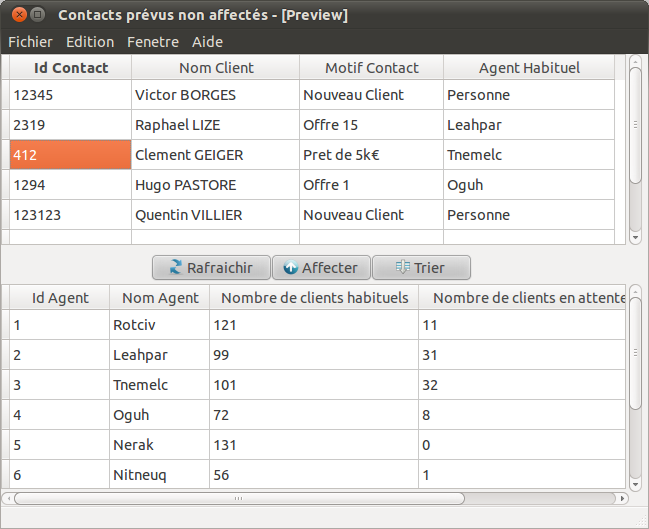 Contacts prévus non affectés - [Preview]
Fichier Edition Fenetre Aide
Id Contact Nom Client Motif Contact Agent Habituel
12345 Victor BORGES Nouveau Client Personne
2319 Raphael LIZE Offre 15 Leahpar
412 Clement GEIGER Pret de 5k€ Tnemelc
1294 Hugo PASTORE Offre 1 Oguh
123123 Quentin VILLIER Nouveau Client Personne
Rafraichir Affecter Trier
Id Agent Nom Agent Nombre de clients habituels Nombre de clients en attente
1 Rotciv 121 11
2 Leahpar 99 31
3 Tnemelc 101 32
4 Oguh 72 8
5 Nerak 131 0
6 Nitneuq 56 1